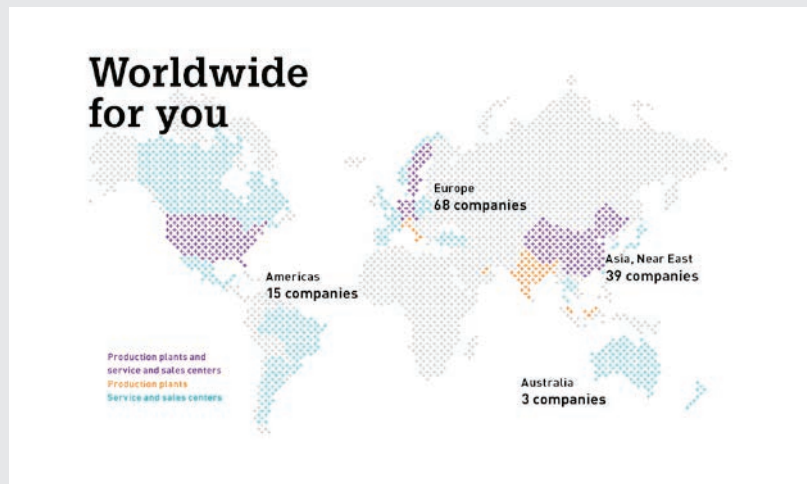 Worldwide
for you
Europe
68 companies
Asia, Near East
39 companies
Americas
15 companies
Production plants and
service and sales centers
Production plants
Service and sales centers
Australia
3 companies